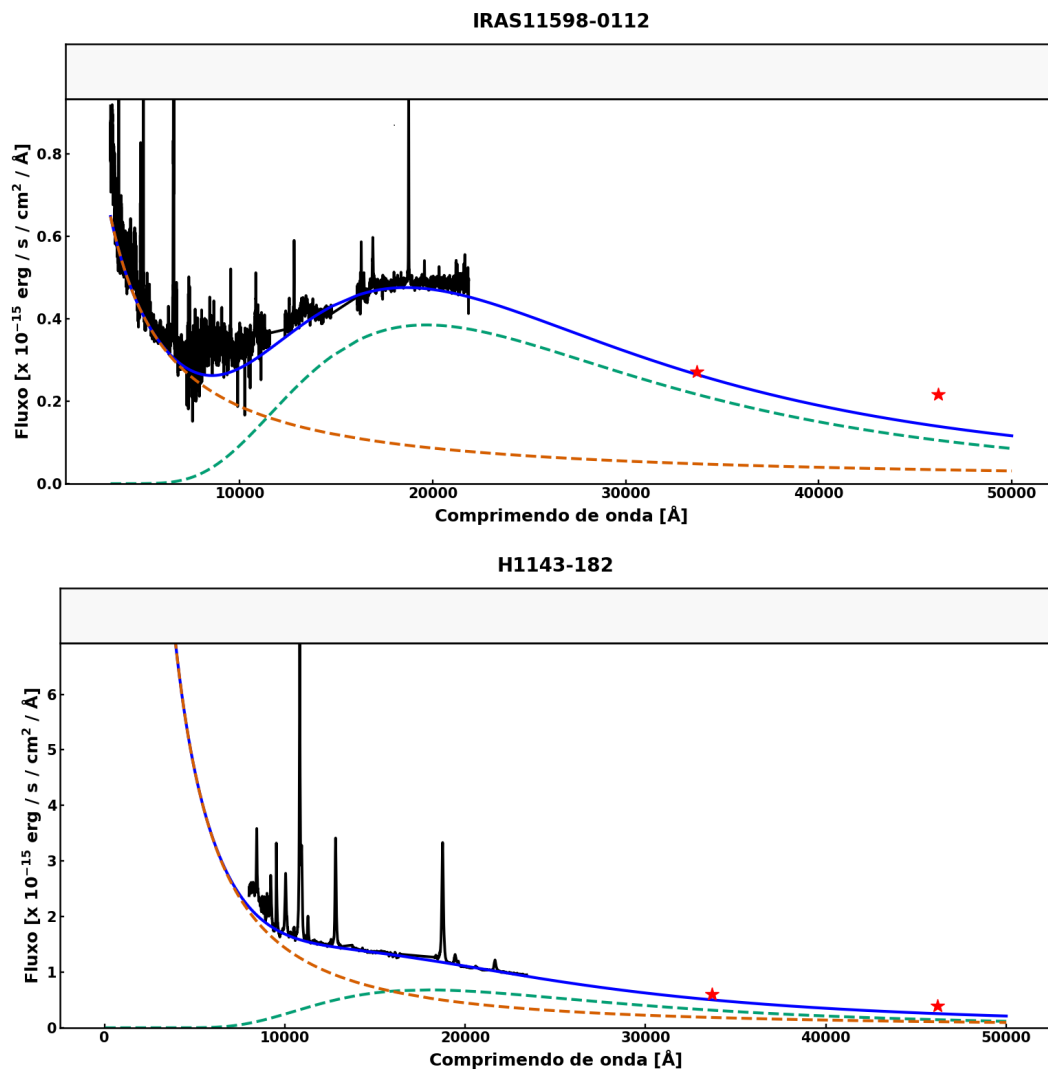 IRAS11598-0112
0.8
0.6
0.4
0.2
0.0
Fluxo [x 10⁻¹⁵ erg / s / cm² / Å]
10000 20000 30000 40000 50000
Comprimendo de onda [Å]
H1143-182
6
5
4
3
2
1
0
Fluxo [x 10⁻¹⁵ erg / s / cm² / Å]
0 10000 20000 30000 40000 50000
Comprimendo de onda [Å]